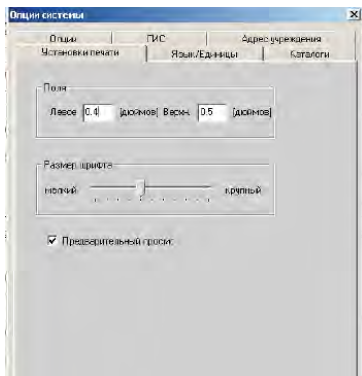 Опции системы
Опции ГИС Адрес учреждения
Установки печати Язык/Единицы Каталоги
Поля
Левое 0.4 [дюймов] Верхн. 0.5 [дюймов]
Размер шрифта
мелкий крупный
Предварительный просм.